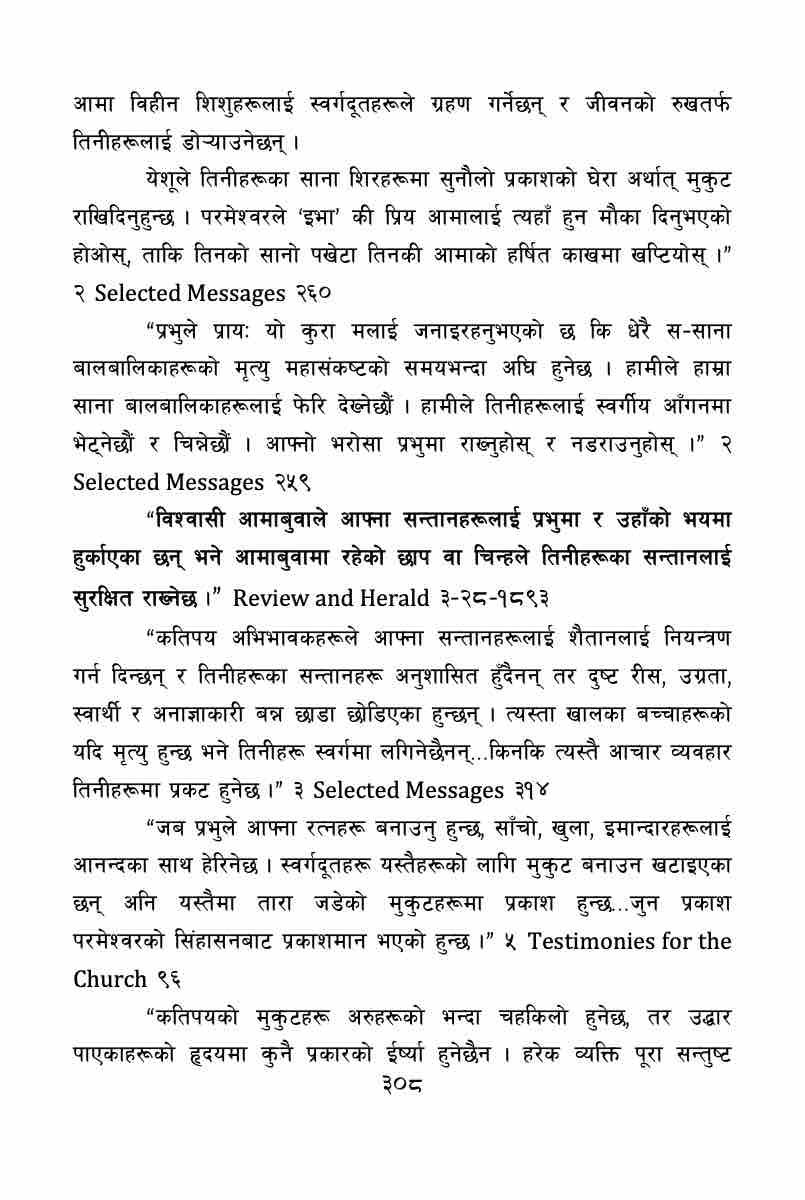 आमा विहीन शिशुहरूलाई स्वर्गदूतहरूले ग्रहण गर्नेछन् र जीवनको रुखतर्फ
तिनीहरूलाई डोऱ्याउनेछन् ।
येशूले तिनीहरूका साना शिरहरूमा सुनौलो प्रकाशको घेरा अर्थात् मुकुट
राखिदिनुहुन्छ । परमेश्वरले ‘इभा’ की प्रिय आमालाई त्यहाँ हुन मौका दिनुभएको
होओस्, ताकि तिनको सानो पखेटा तिनकी आमाको हर्षित काखमा खप्टियोस् ।”
२ Selected Messages २६०
“प्रभुले प्रायः यो कुरा मलाई जनाइरहनुभएको छ कि धेरै स-साना
बालबालिकाहरूको मृत्यु महासंकष्टको समयभन्दा अघि हुनेछ । हामीले हाम्रा
साना बालबालिकाहरूलाई फेरि देख्नेछौं । हामीले तिनीहरूलाई स्वर्गीय आँगनमा
भेट्नेछौं र चिन्नेछौं । आफ्नो भरोसा प्रभुमा राख्नुहोस् र नडराउनुहोस् ।” २
Selected Messages २५९
“विश्वासी आमाबुवाले आफ्ना सन्तानहरूलाई प्रभुमा र उहाँको भयमा
हुर्काएका छन् भने आमाबुवामा रहेको छाप वा चिन्हले तिनीहरूका सन्तानलाई
सुरक्षित राख्नेछ ।” Review and Herald ३-२८-१८९३
“कतिपय अभिभावकहरूले आफ्ना सन्तानहरूलाई शैतानलाई नियन्त्रण
गर्न दिन्छन् र तिनीहरूका सन्तानहरू अनुशासित हुँदैनन् तर दुष्ट रीस, उग्रता,
स्वार्थी र अनाज्ञाकारी बन्न छाडा छोडिएका हुन्छन् । त्यस्ता खालका बच्चाहरूको
यदि मृत्यु हुन्छ भने तिनीहरू स्वर्गमा लगिनेछैनन्...किनकि त्यस्तै आचार व्यवहार
तिनीहरूमा प्रकट हुनेछ ।” ३ Selected Messages ३१४
“जब प्रभुले आफ्ना रत्नहरू बनाउनु हुन्छ, साँचो, खुला, इमान्दारहरूलाई
आनन्दका साथ हेरिनेछ । स्वर्गदूतहरू यस्तैहरूको लागि मुकुट बनाउन खटाइएका
छन् अनि यस्तैमा तारा जडेको मुकुटहरूमा प्रकाश हुन्छ...जुन प्रकाश
परमेश्वरको सिंहासनबाट प्रकाशमान भएको हुन्छ ।” ५ Testimonies for the
Church ९६
“कतिपयको मुकुटहरू अरुहरूको भन्दा चहकिलो हुनेछ, तर उद्धार
पाएकाहरूको हृदयमा कुनै प्रकारको ईर्ष्या हुनेछैन । हरेक व्यक्ति पूरा सन्तुष्ट
३०८